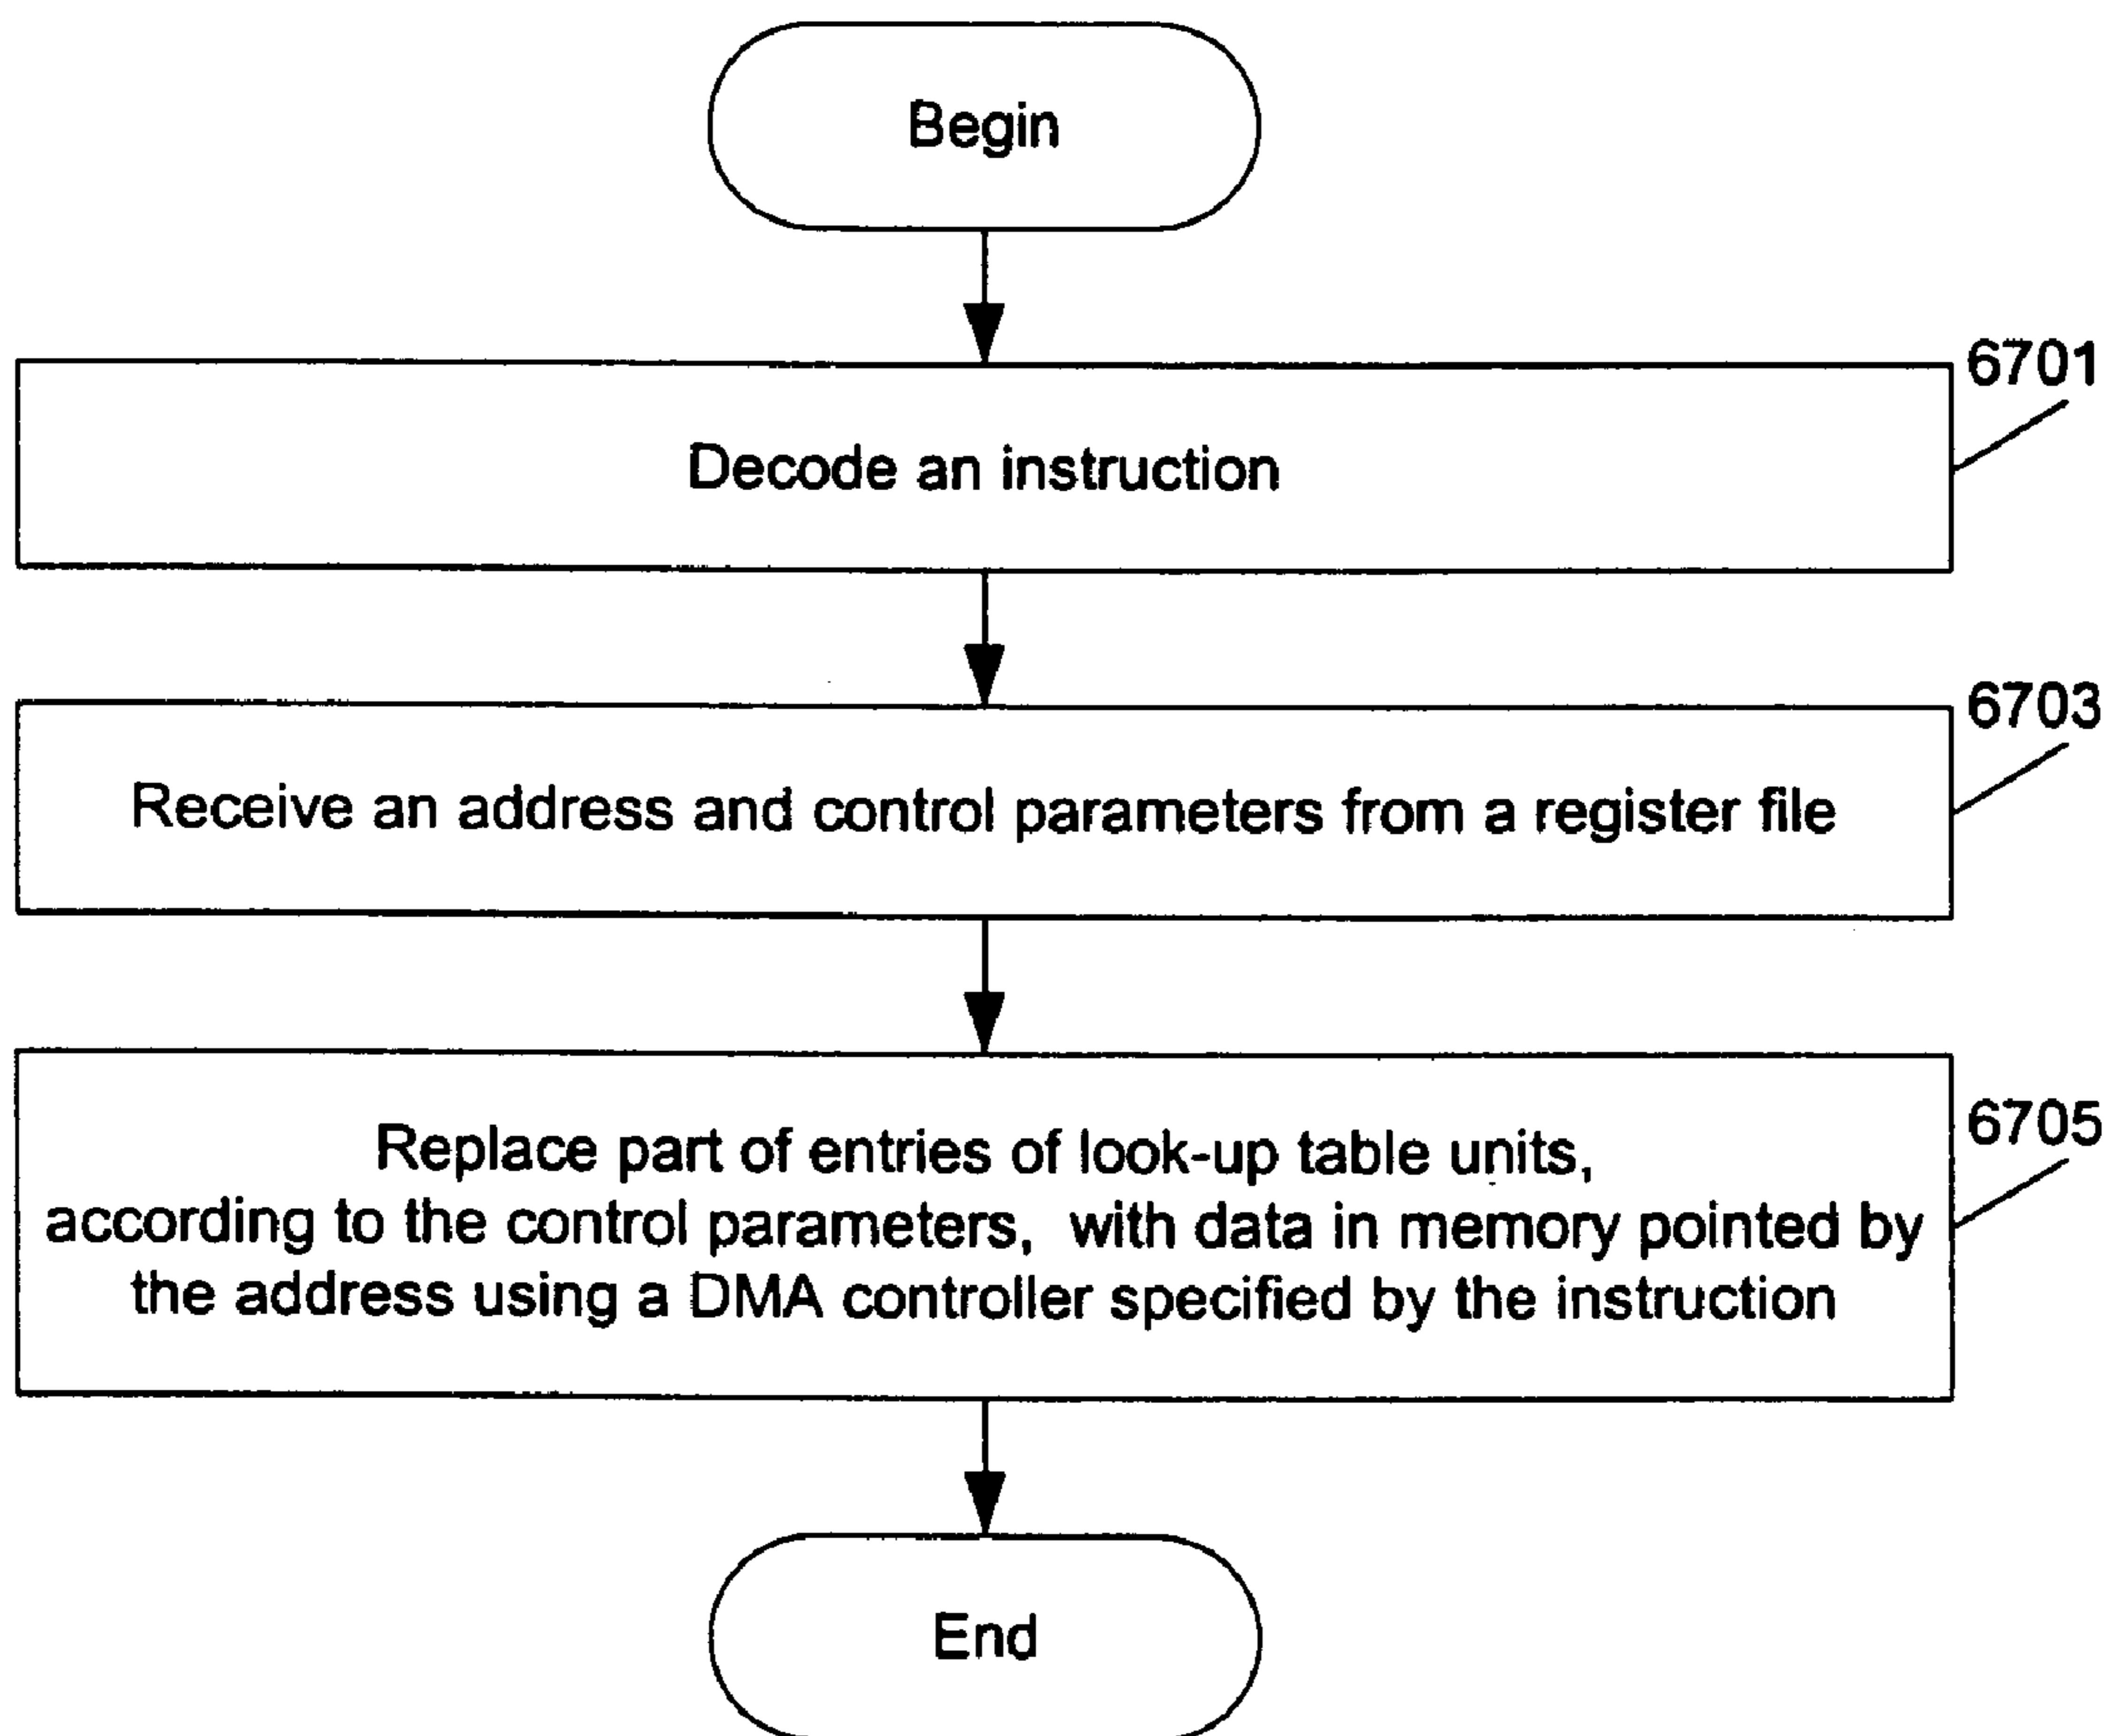 Begin
6701
Decode an instruction
6703
Receive an address and control parameters from a register file
6705
Replace part of entries of look-up table units,
according to the control parameters, with data in memory pointed by
the address using a DMA controller specified by the instruction
End